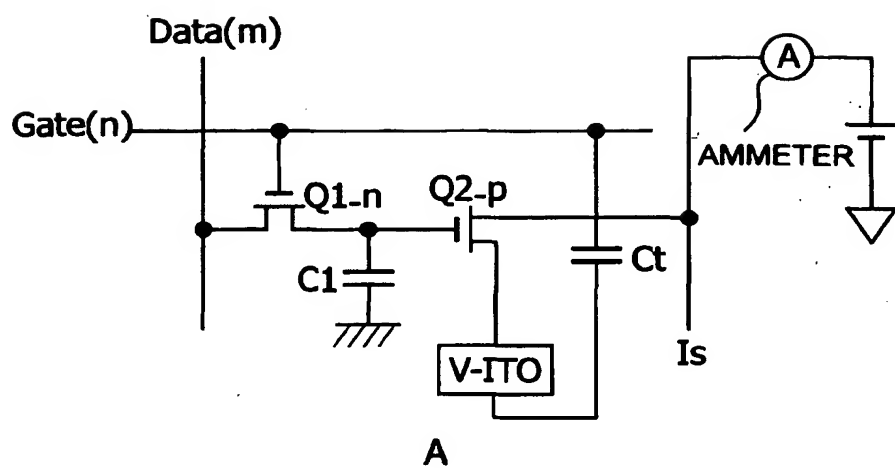 Data(m)
A
Gate(n)
AMMETER
Q1-n
Q2-p
C1
Ct
V-ITO
Is
A